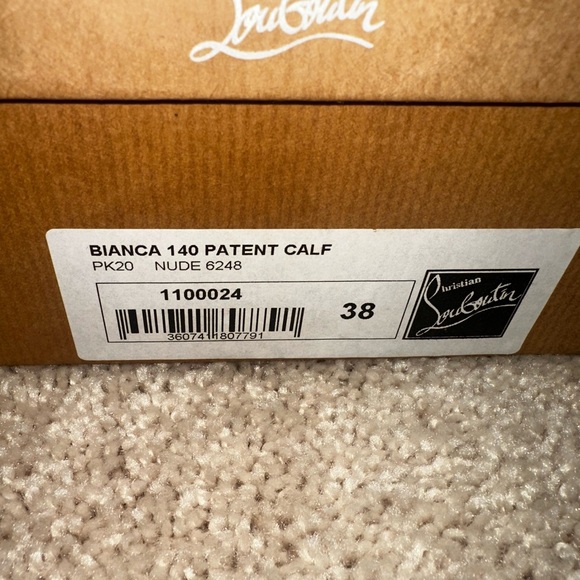 Louboutin
BIANCA 140 PATENT CALF
PK20 NUDE 6248
1100024
38
3607411807791
Christian
Louboutin